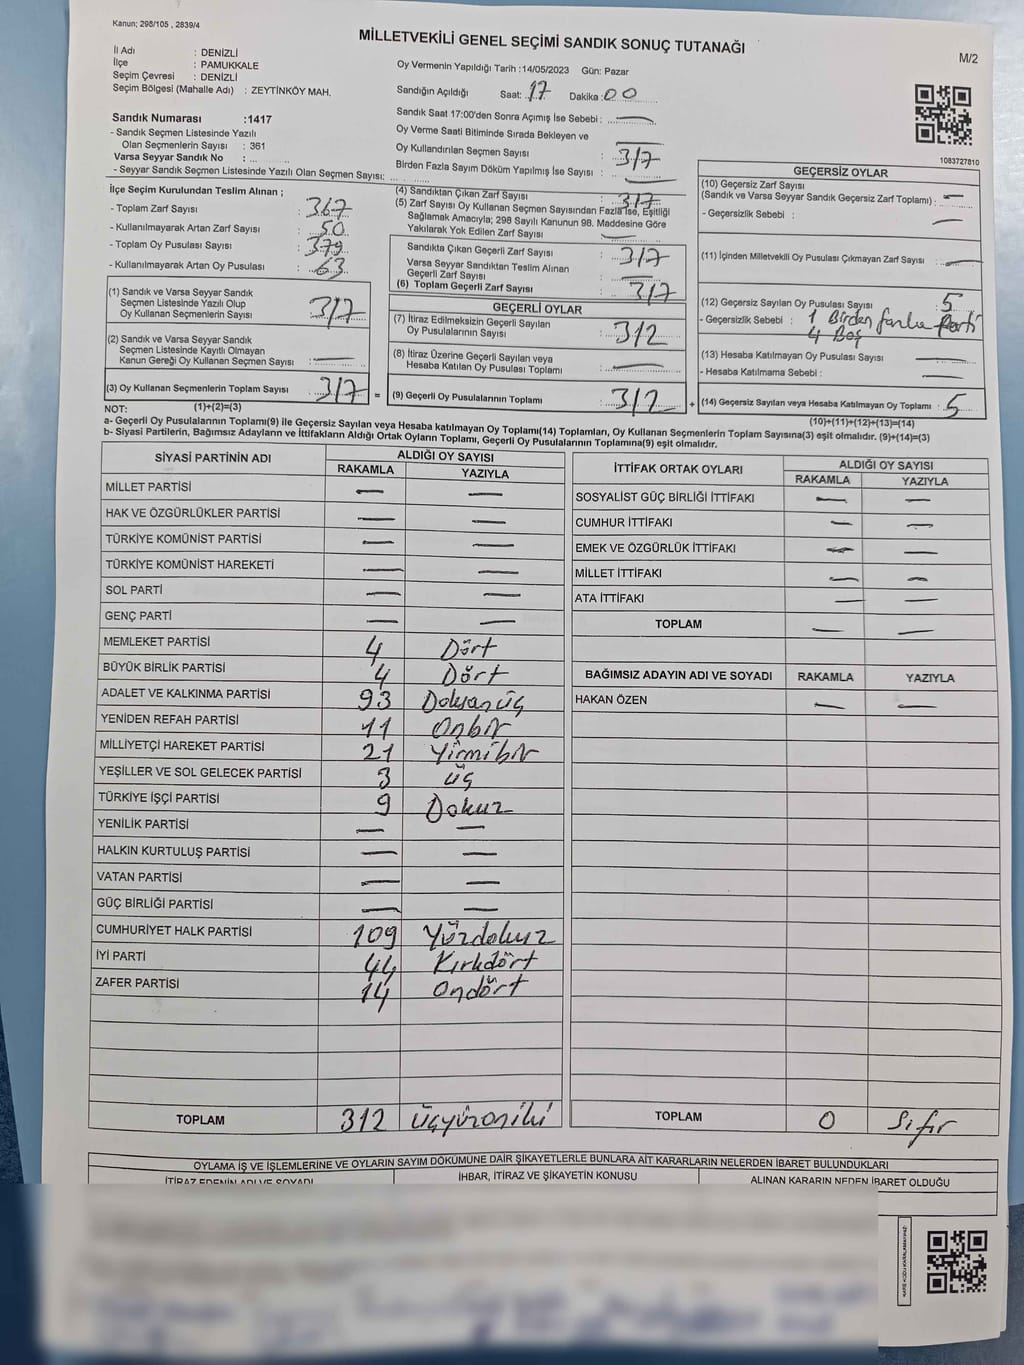 Kanun; 298/105 , 2839/4
MİLLETVEKİLİ GENEL SEÇİMİ SANDIK SONUÇ TUTANAĞI
M/2
İl Adı : DENİZLİ
İlçe : PAMUKKALE
Seçim Çevresi : DENİZLİ
Seçim Bölgesi (Mahalle Adı) : ZEYTİNKÖY MAH.
Sandık Numarası :1417
- Sandık Seçmen Listesinde Yazılı
Olan Seçmenlerin Sayısı : 361
Varsa Seyyar Sandık No :
- Seyyar Sandık Seçmen Listesinde Yazılı Olan Seçmen Sayısı:
Oy Vermenin Yapıldığı Tarih :14/05/2023 Gün: Pazar
Sandığın Açıldığı Saat: 17 Dakika: 00
Sandık Saat 17:00'den Sonra Açımış İse Sebebi : —
Oy Verme Saati Bitiminde Sırada Bekleyen ve
Oy Kullandırılan Seçmen Sayısı : 317
Birden Fazla Sayım Döküm Yapılmış İse Sayısı : —
1083727810
İlçe Seçim Kurulundan Teslim Alınan ;
- Toplam Zarf Sayısı : 367
- Kullanılmayarak Artan Zarf Sayısı : 50
- Toplam Oy Pusulası Sayısı : 379
- Kullanılmayarak Artan Oy Pusulası : 63
(1) Sandık ve Varsa Seyyar Sandık
Seçmen Listesinde Yazılı Olup
Oy Kullanan Seçmenlerin Sayısı : 317
(2) Sandık ve Varsa Seyyar Sandık
Seçmen Listesinde Kayıtlı Olmayan
Kanun Gereği Oy Kullanan Seçmen Sayısı : —
(3) Oy Kullanan Seçmenlerin Toplam Sayısı : 317 =
(1)+(2)=(3)
(4) Sandıktan Çıkan Zarf Sayısı : 317
(5) Zarf Sayısı Oy Kullanan Seçmen Sayısından Fazla İse, Eşitliği
Sağlamak Amacıyla; 298 Sayılı Kanunun 98. Maddesine Göre
Yakılarak Yok Edilen Zarf Sayısı : —
Sandıkta Çıkan Geçerli Zarf Sayısı : 317
Varsa Seyyar Sandıktan Teslim Alınan
Geçerli Zarf Sayısı : —
(6) Toplam Geçerli Zarf Sayısı : 317
GEÇERLİ OYLAR
(7) İtiraz Edilmeksizin Geçerli Sayılan
Oy Pusulalarının Sayısı : 312
(8) İtiraz Üzerine Geçerli Sayılan veya
Hesaba Katılan Oy Pusulası Toplamı : —
(9) Geçerli Oy Pusulalarının Toplamı : 312 +
GEÇERSİZ OYLAR
(10) Geçersiz Zarf Sayısı
(Sandık ve Varsa Seyyar Sandık Geçersiz Zarf Toplamı) : —
- Geçersizlik Sebebi : —
(11) İçinden Milletvekili Oy Pusulası Çıkmayan Zarf Sayısı : —
(12) Geçersiz Sayılan Oy Pusulası Sayısı : 5
- Geçersizlik Sebebi : 1 Birden fazla Parti
4 Boş
(13) Hesaba Katılmayan Oy Pusulası Sayısı : —
- Hesaba Katılmama Sebebi : —
(14) Geçersiz Sayılan veya Hesaba Katılmayan Oy Toplamı : 5
(10)+(11)+(12)+(13)=(14)
NOT:
a- Geçerli Oy Pusulasının Toplamı(9) ile Geçersiz Sayılan veya Hesaba Katılmayan Oy Toplamı(14) Toplamları, Oy Kullanan Seçmenlerin Toplam Sayısına(3) eşit olmalıdır. (9)+(14)=(3)
b- Siyasi Partilerin, Bağımsız Adayların ve İttifakların Aldığı Ortak Oyların Toplamı, Geçerli Oy Pusulalarının Toplamına(9) eşit olmalıdır.
SİYASİ PARTİNİN ADI ALDIĞI OY SAYISI
RAKAMLA YAZIYLA
MİLLET PARTİSİ — —
HAK VE ÖZGÜRLÜKLER PARTİSİ — —
TÜRKİYE KOMÜNİST PARTİSİ — —
TÜRKİYE KOMÜNİST HAREKETİ — —
SOL PARTİ — —
GENÇ PARTİ — —
MEMLEKET PARTİSİ 4 Dört
BÜYÜK BİRLİK PARTİSİ 4 Dört
ADALET VE KALKINMA PARTİSİ 93 Doksanüç
YENİDEN REFAH PARTİSİ 11 Onbir
MİLLİYETÇİ HAREKET PARTİSİ 21 Yirmibir
YEŞİLLER VE SOL GELECEK PARTİSİ 3 üç
TÜRKİYE İŞÇİ PARTİSİ 9 Dokuz
YENİLİK PARTİSİ — —
HALKIN KURTULUŞ PARTİSİ — —
VATAN PARTİSİ — —
GÜÇ BİRLİĞİ PARTİSİ — —
CUMHURİYET HALK PARTİSİ 109 Yüzdokuz
İYİ PARTİ 44 Kırkdört
ZAFER PARTİSİ 14 Ondört
TOPLAM 312 Üçyüzoniki
İTTİFAK ORTAK OYLARI ALDIĞI OY SAYISI
RAKAMLA YAZIYLA
SOSYALİST GÜÇ BİRLİĞİ İTTİFAKI — —
CUMHUR İTTİFAKI — —
EMEK VE ÖZGÜRLÜK İTTİFAKI — —
MİLLET İTTİFAKI — —
ATA İTTİFAKI — —
TOPLAM — —
BAĞIMSIZ ADAYIN ADI VE SOYADI RAKAMLA YAZIYLA
HAKAN ÖZEN — —
TOPLAM 0 Sıfır
OYLAMA İŞ VE İŞLEMLERİNE VE OYLARIN SAYIM DÖKÜMÜNE DAİR ŞİKAYETLERLE BUNLARA AİT KARARLARIN NELERDEN İBARET BULUNDUKLARI
İTİRAZ EDENİN ADI VE SOYADI İHBAR, İTİRAZ VE ŞİKAYETİN KONUSU ALINAN KARARIN NEDEN İBARET OLDUĞU